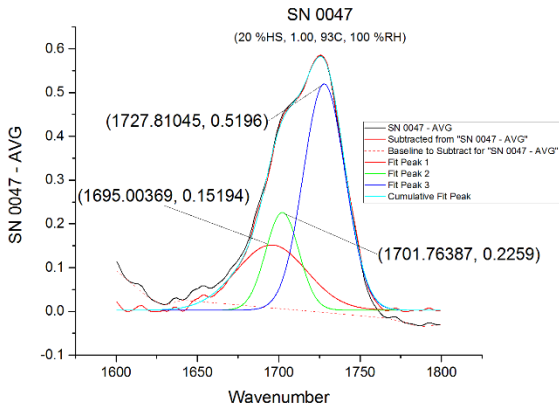 SN 0047
(20 %HS, 1.00, 93C, 100 %RH)
0.6
0.5
0.4
0.3
0.2
0.1
0.0
-0.1
SN 0047 - AVG
(1727.81045, 0.5196)
(1695.00369, 0.15194)
(1701.76387, 0.2259)
SN 0047 - AVG
Subtracted from "SN 0047 - AVG"
Baseline to Subtract for "SN 0047 - AVG"
Fit Peak 1
Fit Peak 2
Fit Peak 3
Cumulative Fit Peak
1600 1650 1700 1750 1800
Wavenumber